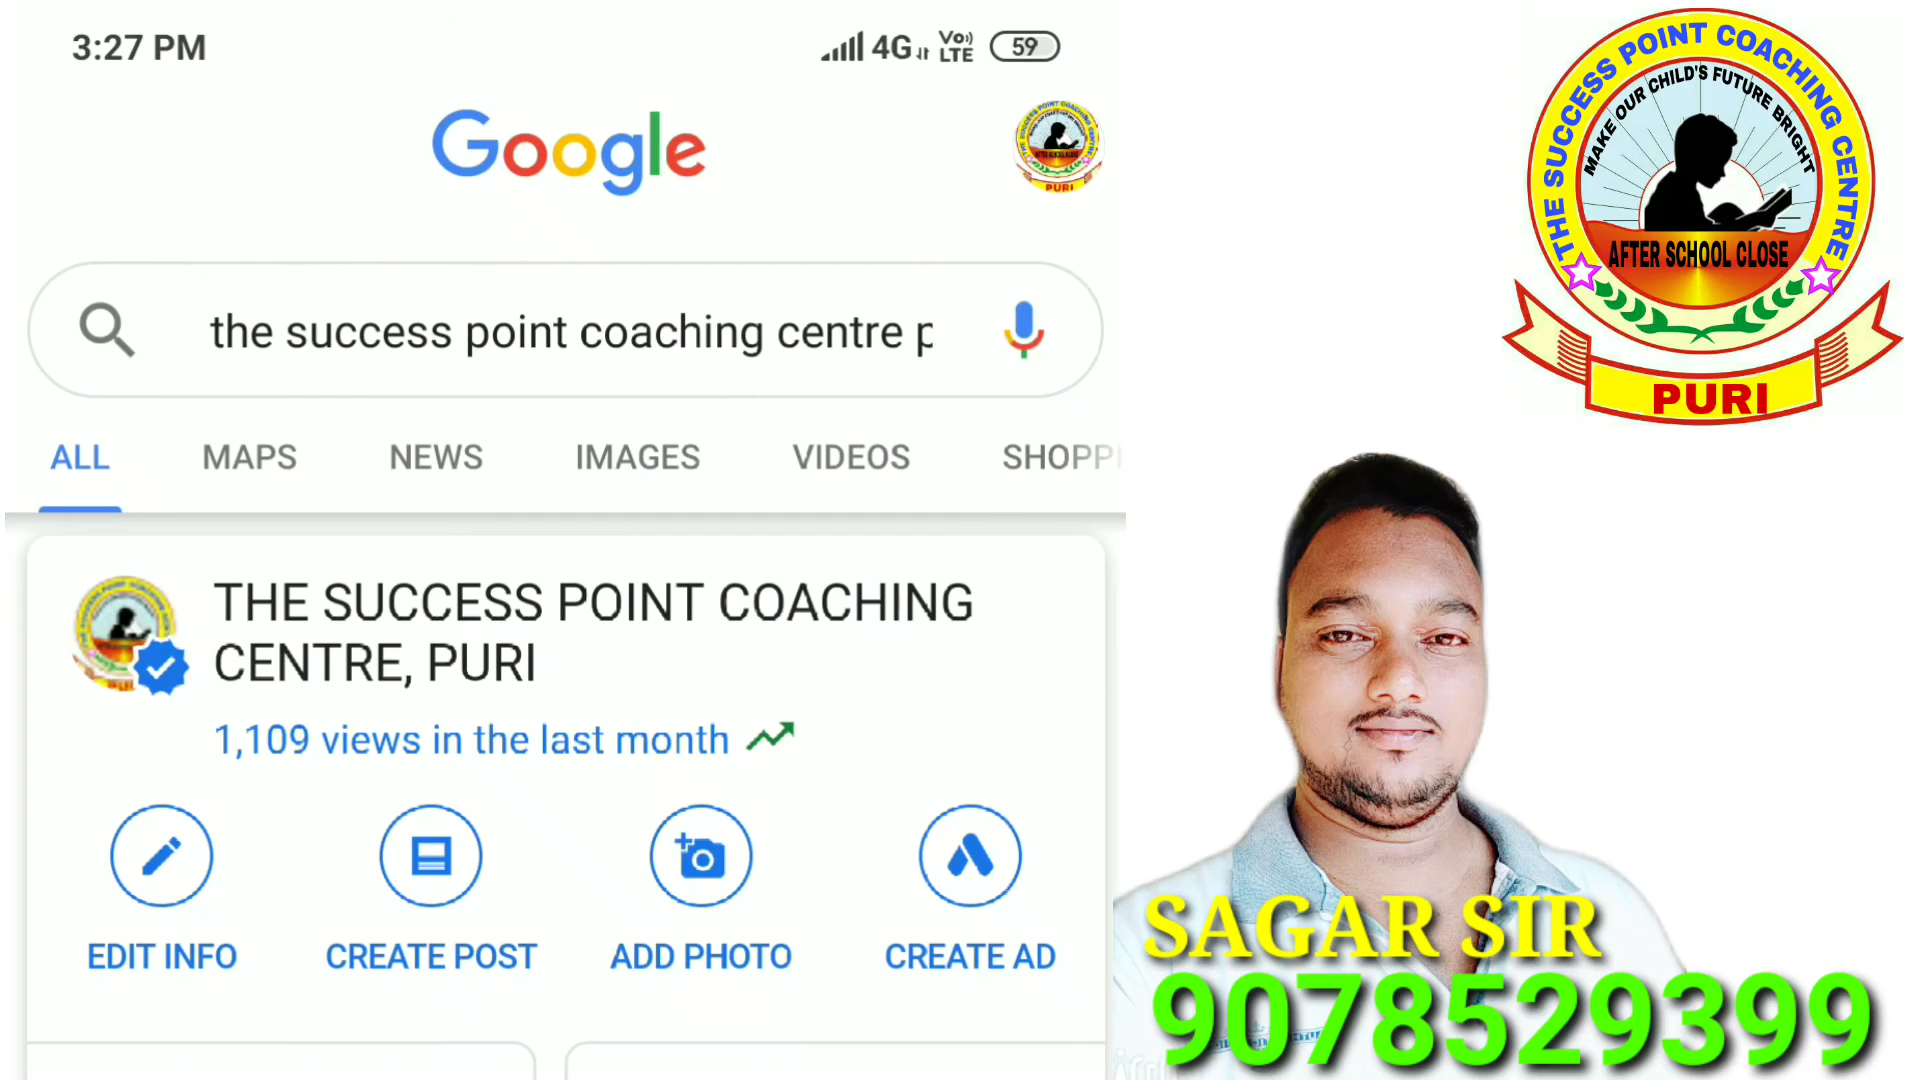 3:27 PM
4G
Vo)) LTE
59
Google
the success point coaching centre p
ALL MAPS NEWS IMAGES VIDEOS SHOPPI
THE SUCCESS POINT COACHING
CENTRE, PURI
1,109 views in the last month
EDIT INFO CREATE POST ADD PHOTO CREATE AD
THE SUCCESS POINT COACHING CENTRE
MAKE OUR CHILD'S FUTURE BRIGHT
AFTER SCHOOL CLOSE
PURI
SAGAR SIR
9078529399